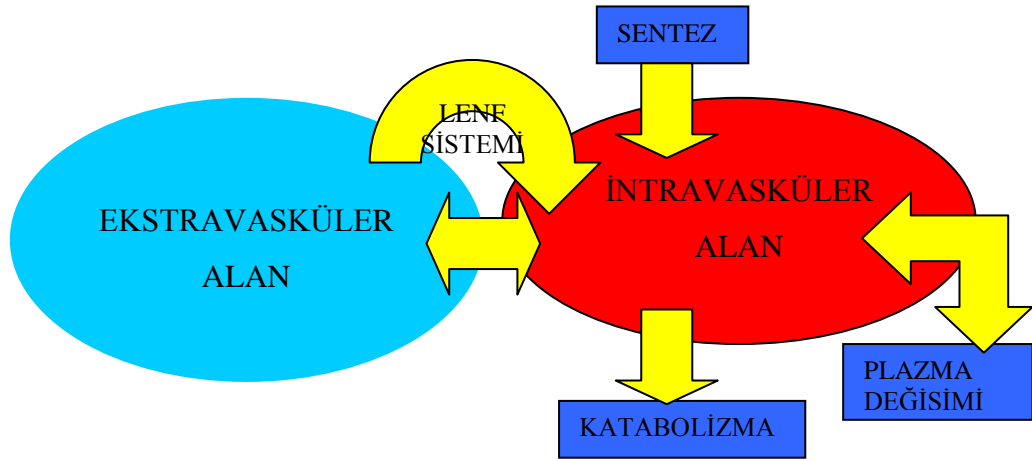 SENTEZ
LENF
SİSTEMİ
EKSTRAVASKÜLER
ALAN
İNTRAVASKÜLER
ALAN
PLAZMA
DEĞİSİMİ
KATABOLİZMA